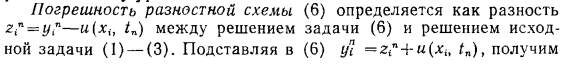 Погрешность разностной схемы (6) определяется как разность
zᵢⁿ=yᵢⁿ—u(xᵢ, tₙ) между решением задачи (6) и решением исход-
ной задачи (1)—(3). Подставляя в (6) yᵢⁿ =zᵢⁿ+u(xᵢ, tₙ), получим